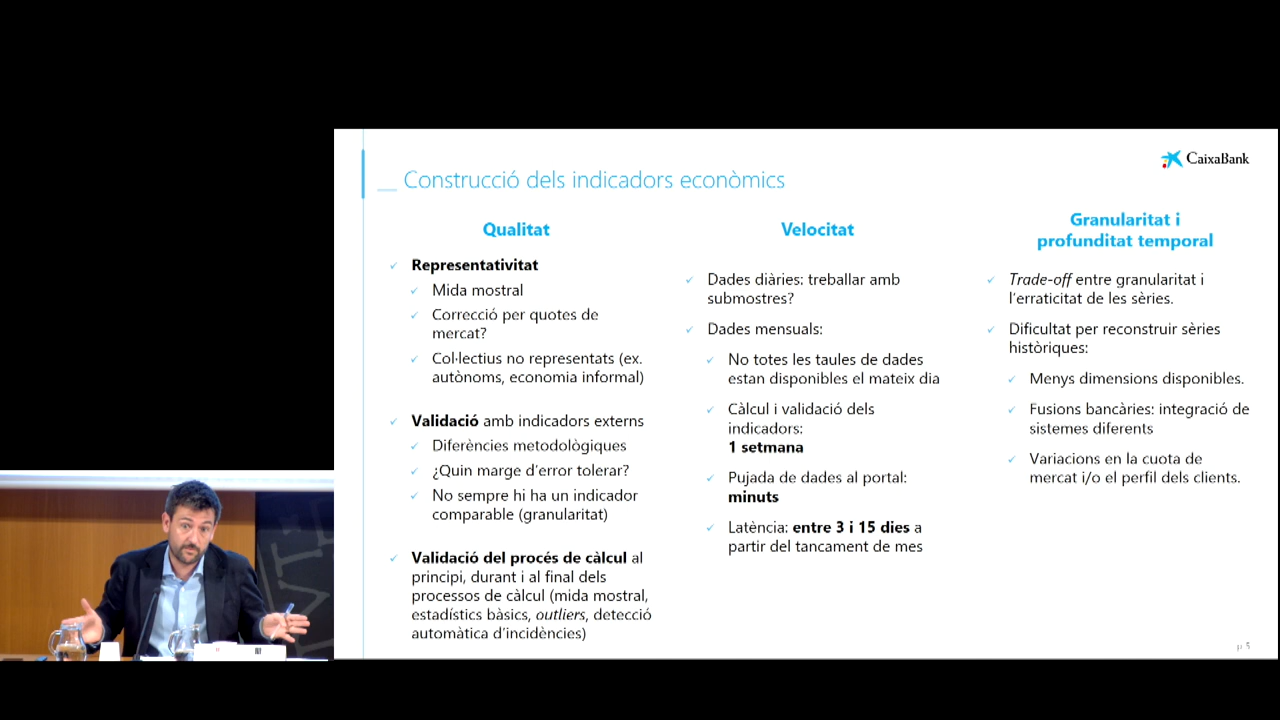 CaixaBank
__ Construcció dels indicadors econòmics
Qualitat
Representativitat
Mida mostral
Correcció per quotes de
mercat?
Col·lectius no representats (ex.
autònoms, economia informal)
Validació amb indicadors externs
Diferències metodològiques
¿Quin marge d'error tolerar?
No sempre hi ha un indicador
comparable (granularitat)
Validació del procés de càlcul al
principi, durant i al final dels
processos de càlcul (mida mostral,
estadístics bàsics, outliers, detecció
automàtica d'incidències)
Velocitat
Dades diàries: treballar amb
submostres?
Dades mensuals:
No totes les taules de dades
estan disponibles el mateix dia
Càlcul i validació dels
indicadors:
1 setmana
Pujada de dades al portal:
minuts
Latència: entre 3 i 15 dies a
partir del tancament de mes
Granularitat i
profunditat temporal
Trade-off entre granularitat i
l'erraticitat de les sèries.
Dificultat per reconstruir sèries
històriques:
Menys dimensions disponibles.
Fusions bancàries: integració de
sistemes diferents
Variacions en la cuota de
mercat i/o el perfil dels clients.
p 5